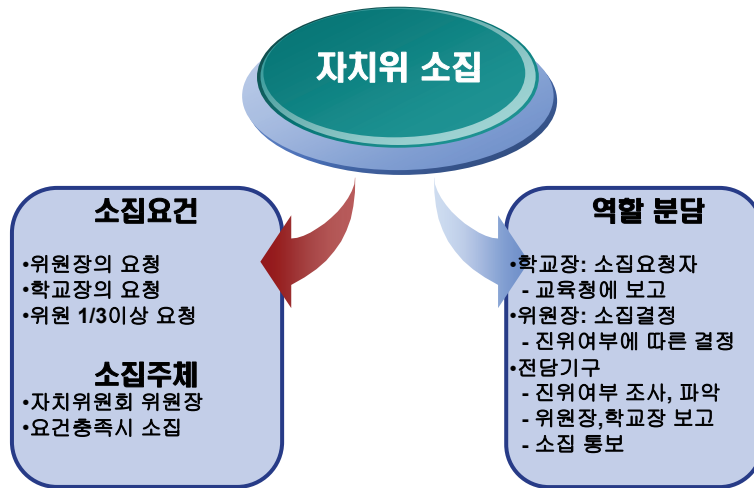 자치위 소집
소집요건
•위원장의 요청
•학교장의 요청
•위원 1/3이상 요청
소집주체
•자치위원회 위원장
•요건충족시 소집
역할 분담
•학교장: 소집요청자
- 교육청에 보고
•위원장: 소집결정
- 진위여부에 따른 결정
•전담기구
- 진위여부 조사, 파악
- 위원장,학교장 보고
- 소집 통보